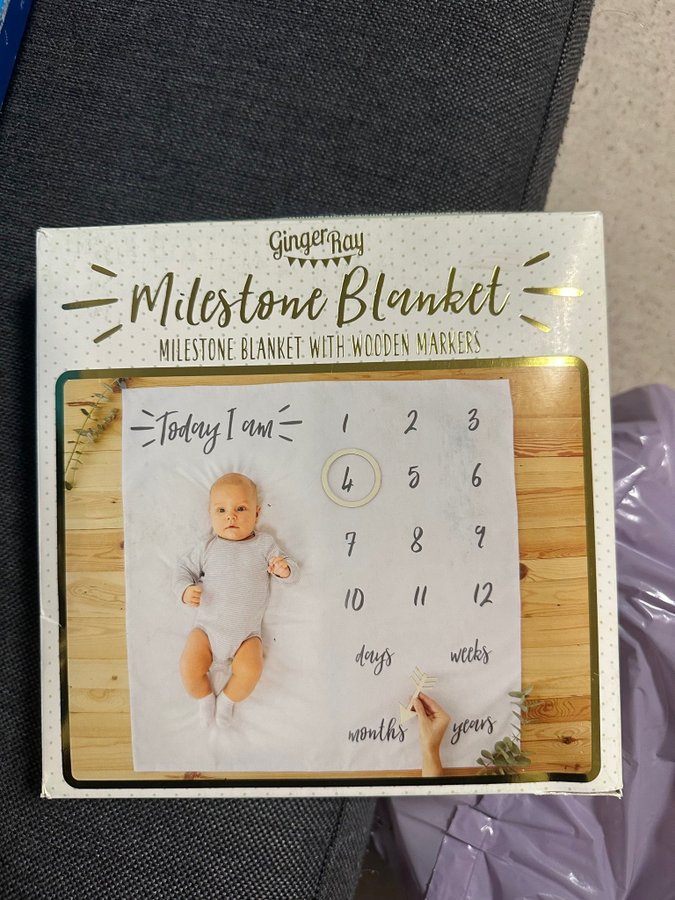 Ginger Ray
Milestone Blanket
MILESTONE BLANKET WITH WOODEN MARKERS
Today I am
1 2 3
4 5 6
7 8 9
10 11 12
days weeks
months years